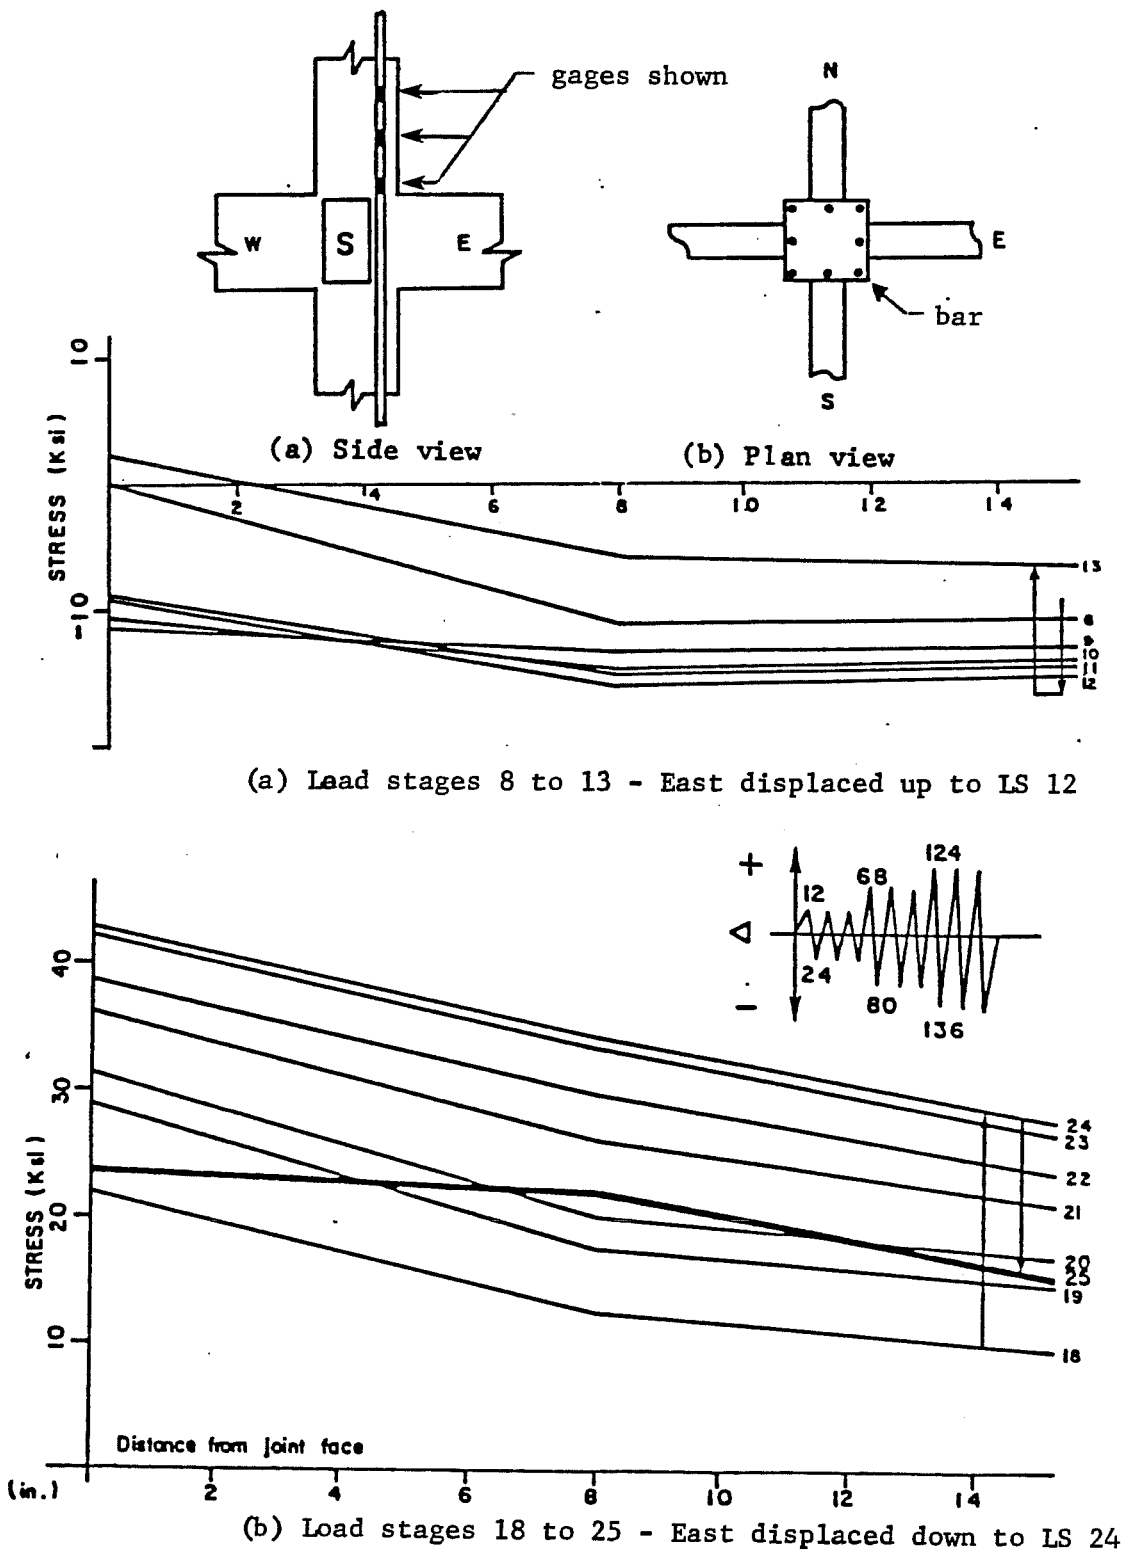 gages shown
W
S
E
N
E
bar
S
(a) Side view
(b) Plan view
STRESS (Ksi)
10
-10
2
4
6
8
10
12
14
13
8
9
10
11
12
(a) Load stages 8 to 13 - East displaced up to LS 12
+
Δ
-
12
68
124
24
80
136
STRESS (Ksi)
40
30
20
10
24
23
22
21
20
25
19
18
Distance from joint face
(in.)
2
4
6
8
10
12
14
(b) Load stages 18 to 25 - East displaced down to LS 24